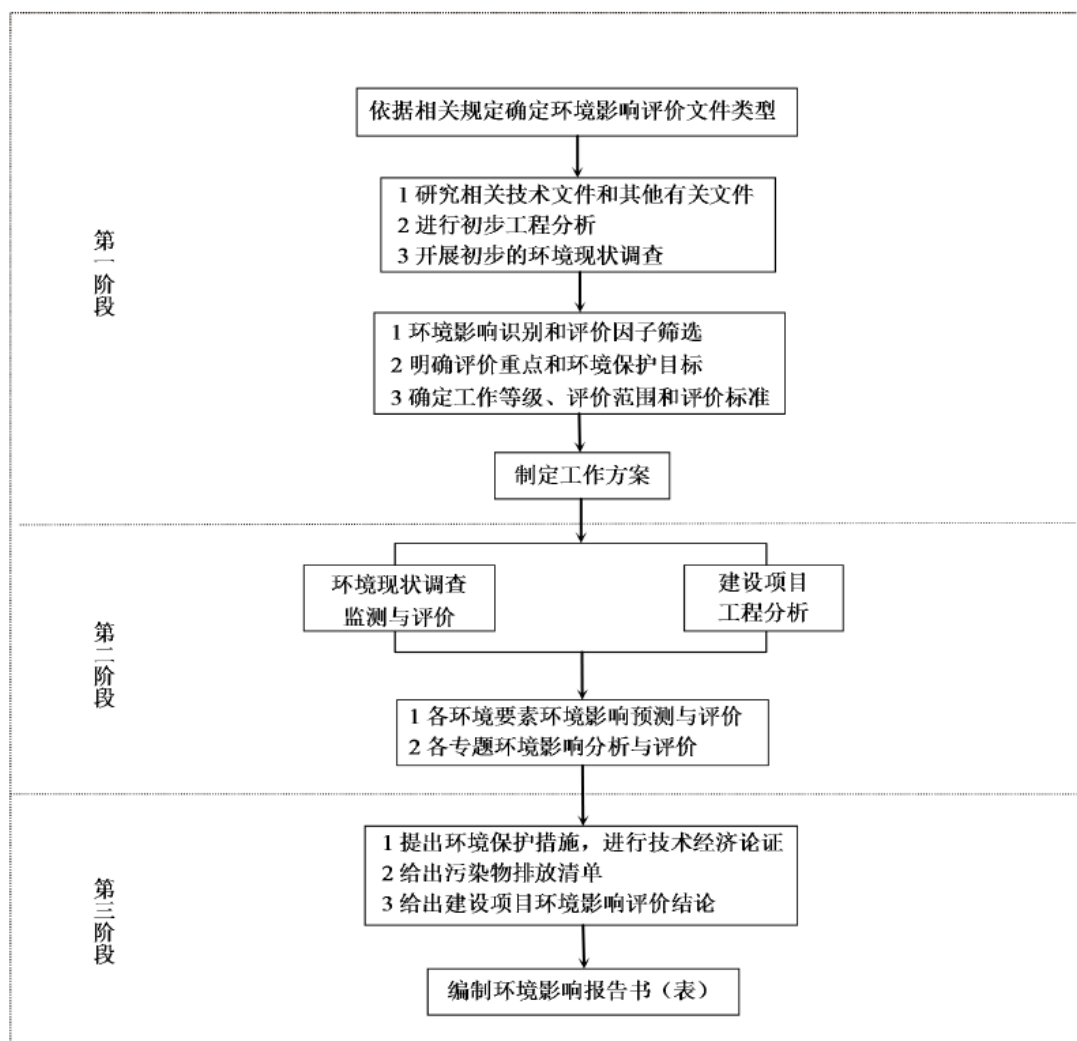 依据相关规定确定环境影响评价文件类型
第一阶段
1 研究相关技术文件和其他有关文件
2 进行初步工程分析
3 开展初步的环境现状调查
1 环境影响识别和评价因子筛选
2 明确评价重点和环境保护目标
3 确定工作等级、评价范围和评价标准
制定工作方案
第二阶段
环境现状调查
监测与评价
建设项目
工程分析
1 各环境要素环境影响预测与评价
2 各专题环境影响分析与评价
第三阶段
1 提出环境保护措施，进行技术经济论证
2 给出污染物排放清单
3 给出建设项目环境影响评价结论
编制环境影响报告书（表）